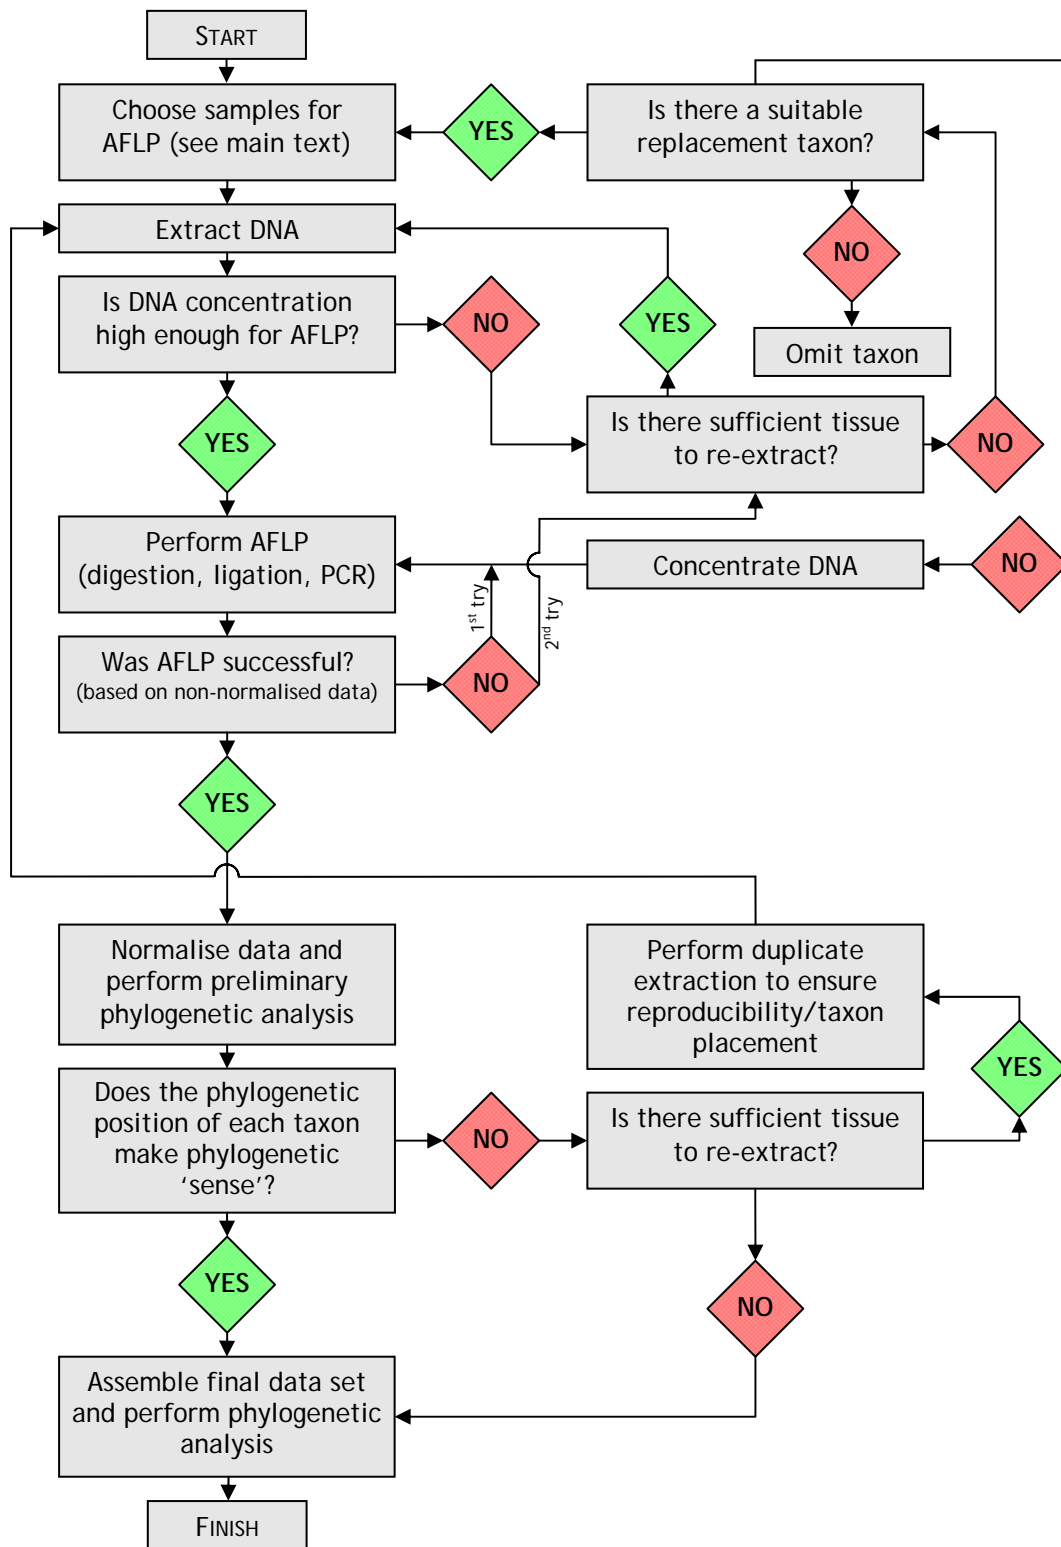 START
Choose samples for
AFLP (see main text)
YES
Is there a suitable
replacement taxon?
NO
Omit taxon
Extract DNA
Is DNA concentration
high enough for AFLP?
NO
YES
Is there sufficient tissue
to re-extract?
NO
YES
Perform AFLP
(digestion, ligation, PCR)
Concentrate DNA
NO
1st try
2nd try
Was AFLP successful?
(based on non-normalised data)
NO
YES
Normalise data and
perform preliminary
phylogenetic analysis
Perform duplicate
extraction to ensure
reproducibility/taxon
placement
YES
Does the phylogenetic
position of each taxon
make phylogenetic
‘sense’?
NO
Is there sufficient tissue
to re-extract?
YES
NO
Assemble final data set
and perform phylogenetic
analysis
FINISH